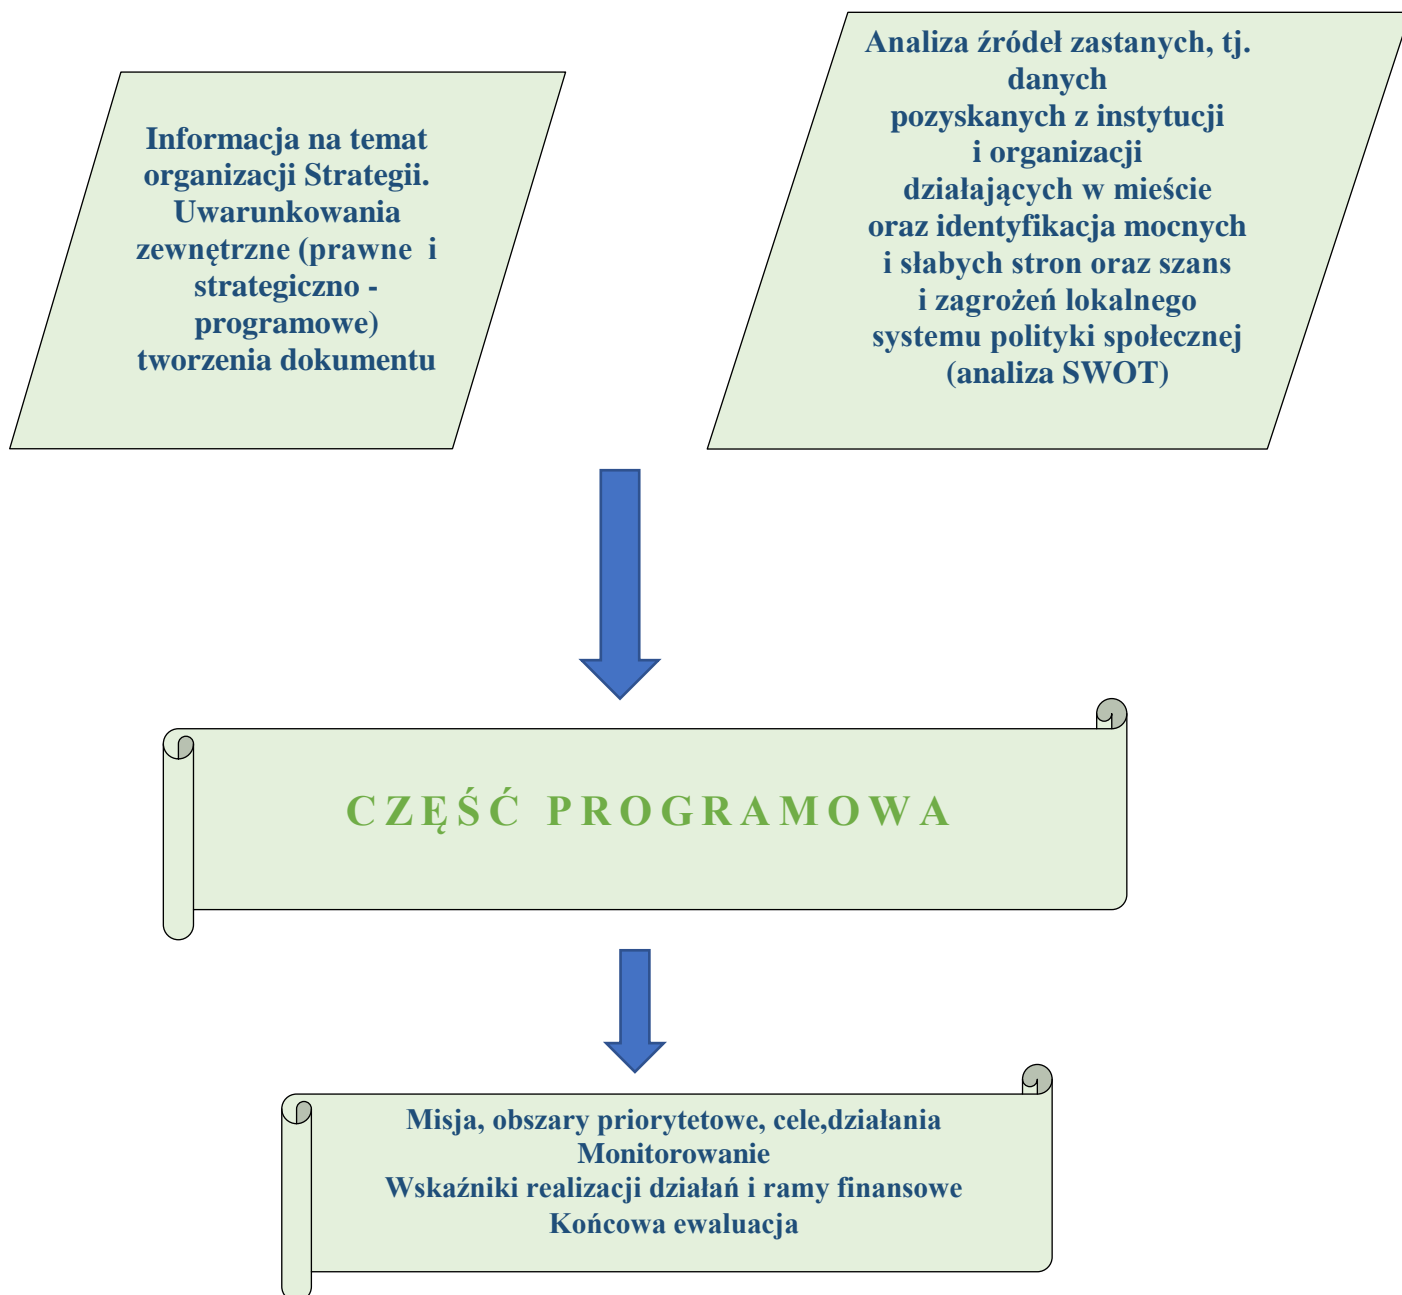 Informacja na temat
organizacji Strategii.
Uwarunkowania
zewnętrzne (prawne i
strategiczno -
programowe)
tworzenia dokumentu
Analiza źródeł zastanych, tj.
danych
pozyskanych z instytucji
i organizacji
działających w mieście
oraz identyfikacja mocnych
i słabych stron oraz szans
i zagrożeń lokalnego
systemu polityki społecznej
(analiza SWOT)
CZĘŚĆ PROGRAMOWA
Misja, obszary priorytetowe, cele,działania
Monitorowanie
Wskaźniki realizacji działań i ramy finansowe
Końcowa ewaluacja